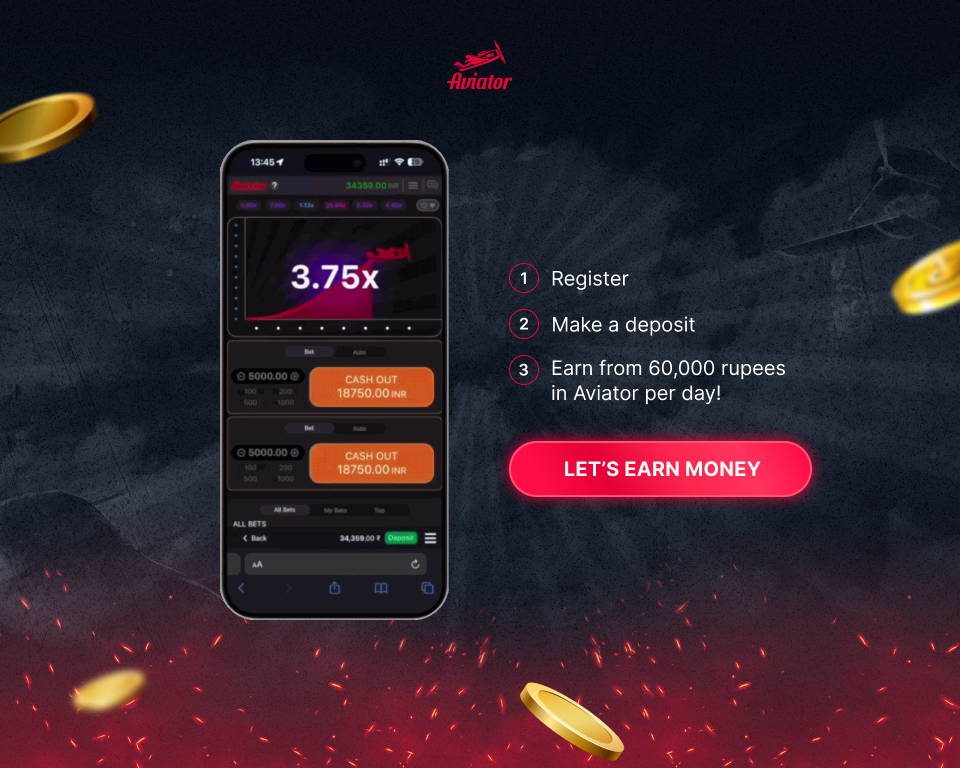 Aviator
13:45
Aviator ? 34359.00 INR
1.13x
3.75x
Bet Auto
5000.00
CASH OUT
18750.00 INR
100 200
500 1000
Bet Auto
5000.00
CASH OUT
18750.00 INR
100 200
500 1000
All Bets My Bets Top
ALL BETS
Back 34,359.00 ₹ Deposit
AA
1 Register
2 Make a deposit
3 Earn from 60,000 rupees
in Aviator per day!
LET’S EARN MONEY